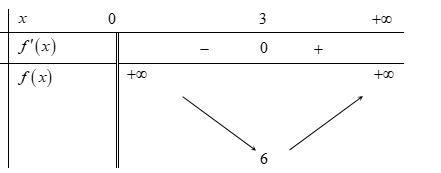 x 0 3 +∞
f'(x) − 0 +
f(x) +∞ +∞
6